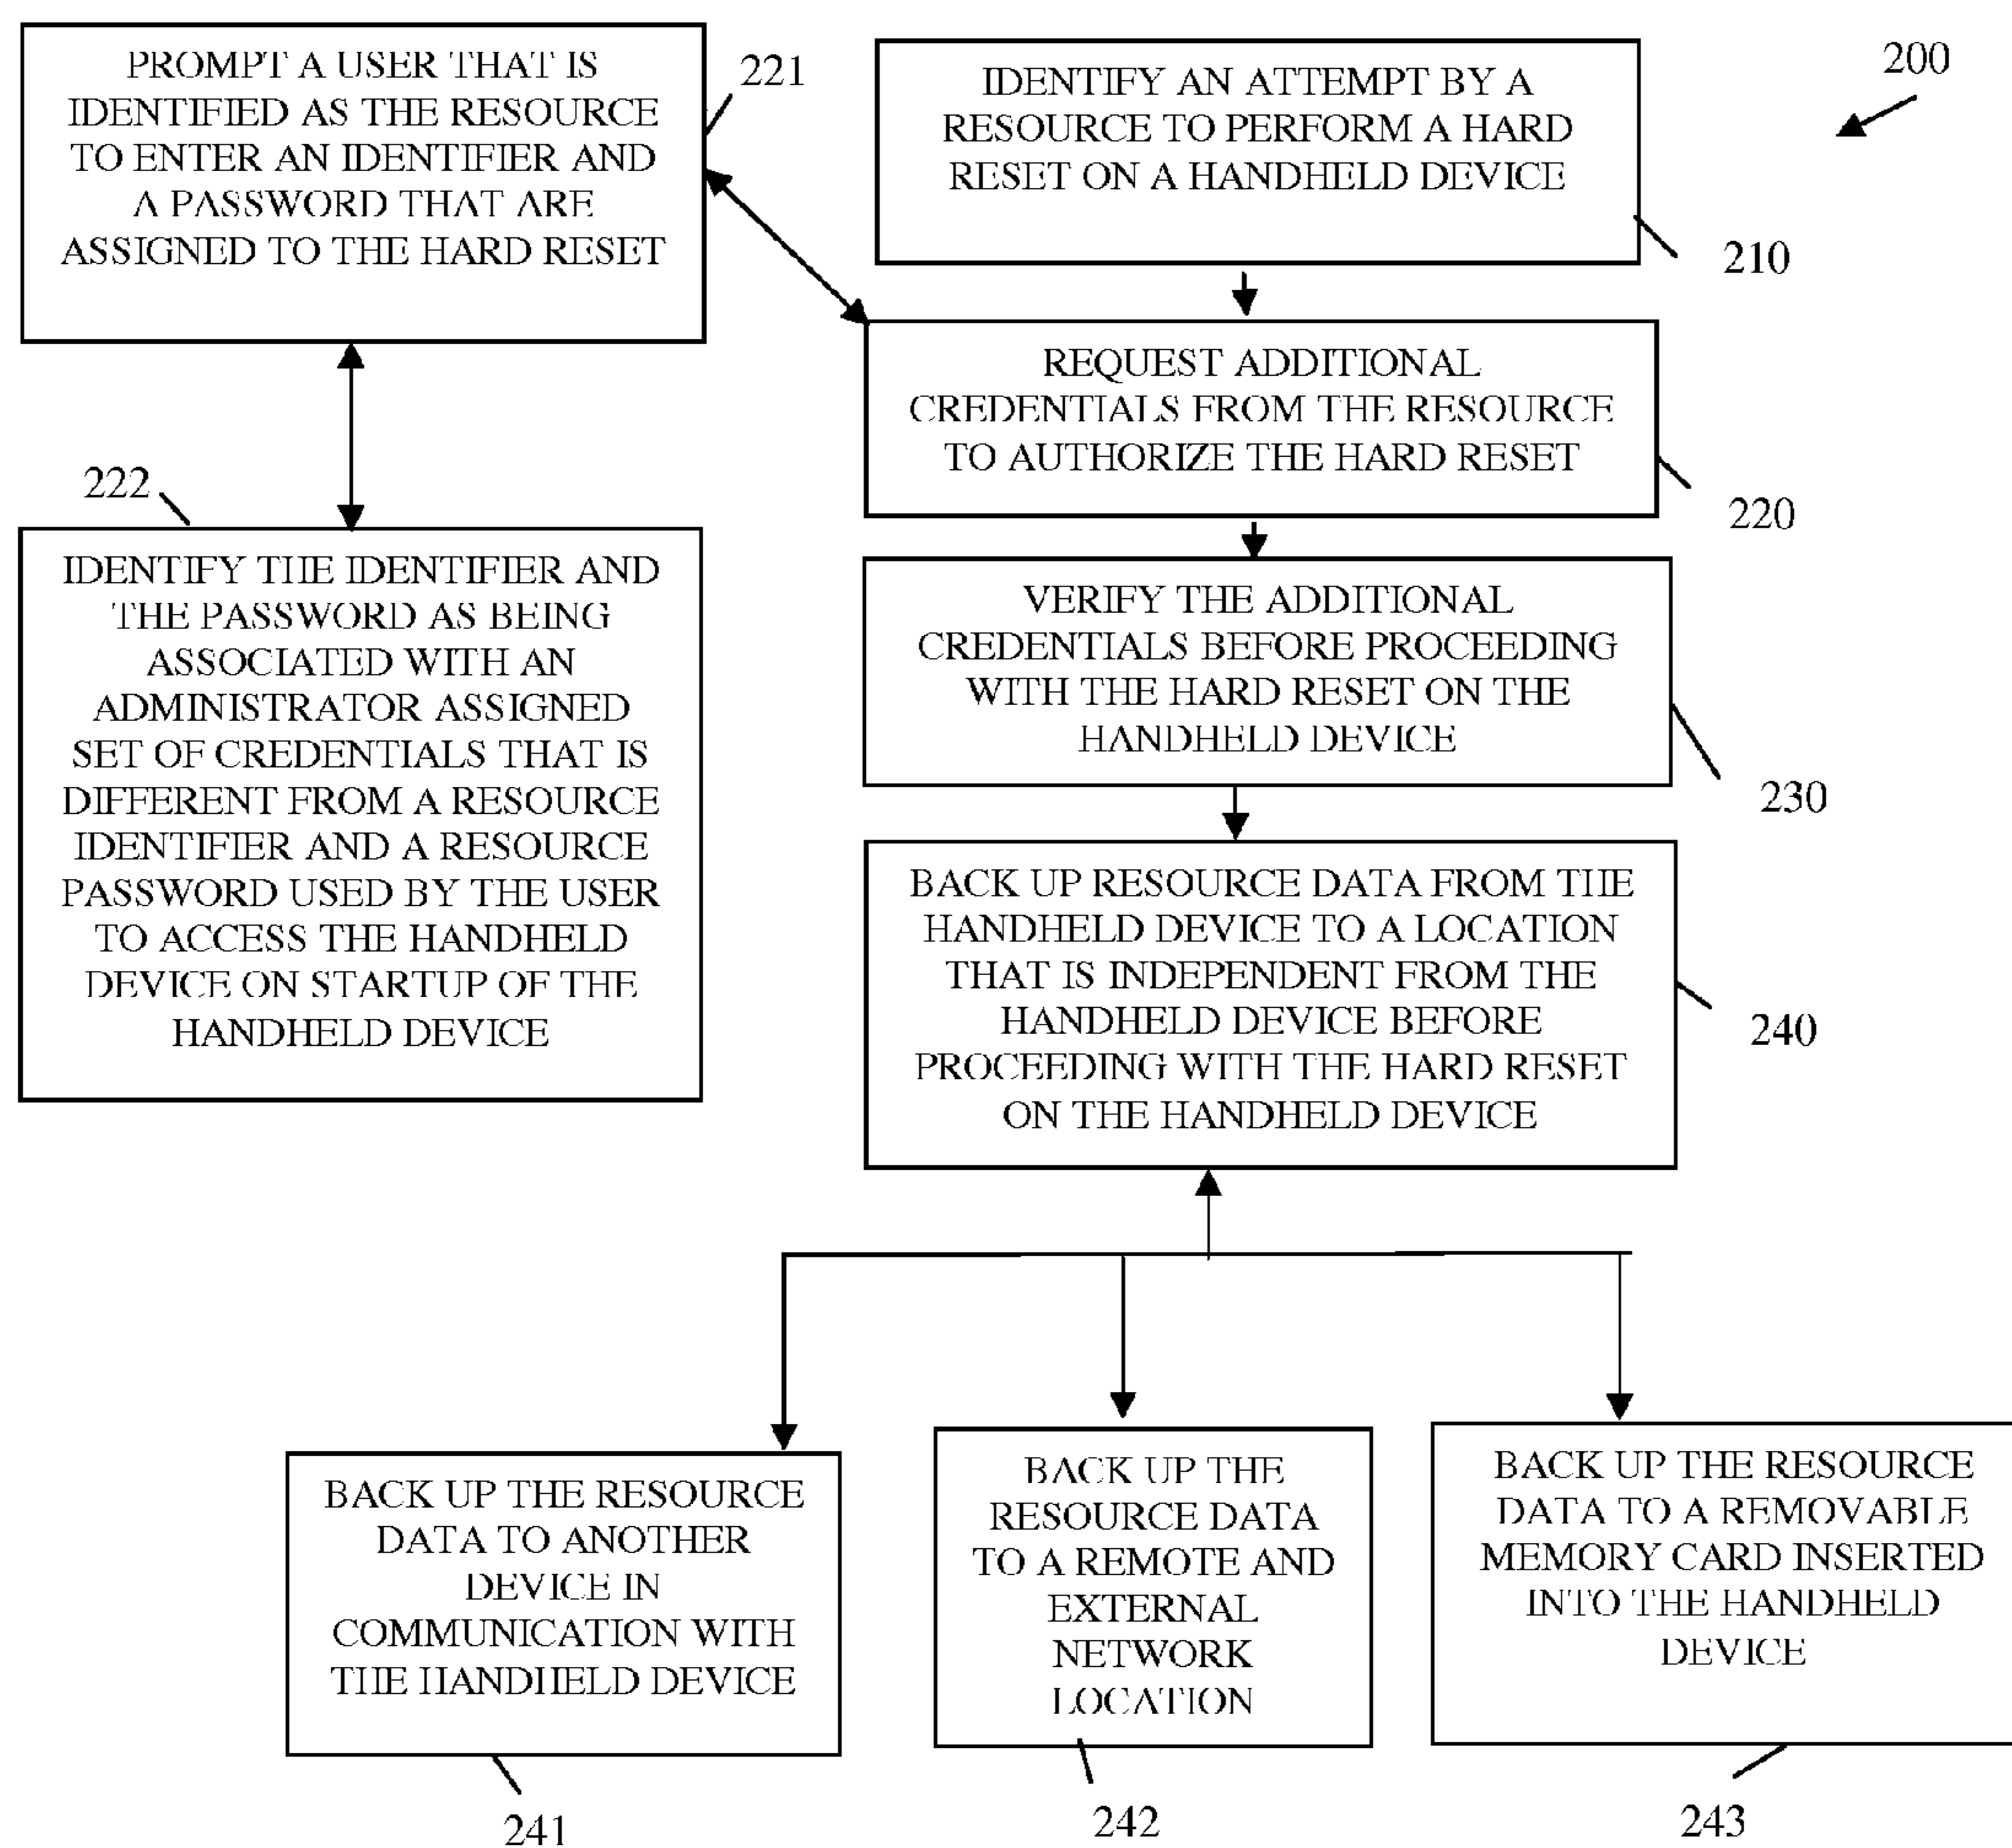 PROMPT A USER THAT IS
IDENTIFIED AS THE RESOURCE
TO ENTER AN IDENTIFIER AND
A PASSWORD THAT ARE
ASSIGNED TO THE HARD RESET
221
IDENTIFY AN ATTEMPT BY A
RESOURCE TO PERFORM A HARD
RESET ON A HANDHELD DEVICE
200
210
REQUEST ADDITIONAL
CREDENTIALS FROM THE RESOURCE
TO AUTHORIZE THE HARD RESET
220
222
IDENTIFY THE IDENTIFIER AND
THE PASSWORD AS BEING
ASSOCIATED WITH AN
ADMINISTRATOR ASSIGNED
SET OF CREDENTIALS THAT IS
DIFFERENT FROM A RESOURCE
IDENTIFIER AND A RESOURCE
PASSWORD USED BY THE USER
TO ACCESS THE HANDHELD
DEVICE ON STARTUP OF THE
HANDHELD DEVICE
VERIFY THE ADDITIONAL
CREDENTIALS BEFORE PROCEEDING
WITH THE HARD RESET ON THE
HANDHELD DEVICE
230
BACK UP RESOURCE DATA FROM THE
HANDHELD DEVICE TO A LOCATION
THAT IS INDEPENDENT FROM THE
HANDHELD DEVICE BEFORE
PROCEEDING WITH THE HARD RESET
ON THE HANDHELD DEVICE
240
BACK UP THE RESOURCE
DATA TO ANOTHER
DEVICE IN
COMMUNICATION WITH
THE HANDHELD DEVICE
241
BACK UP THE
RESOURCE DATA
TO A REMOTE AND
EXTERNAL
NETWORK
LOCATION
242
BACK UP THE RESOURCE
DATA TO A REMOVABLE
MEMORY CARD INSERTED
INTO THE HANDHELD
DEVICE
243